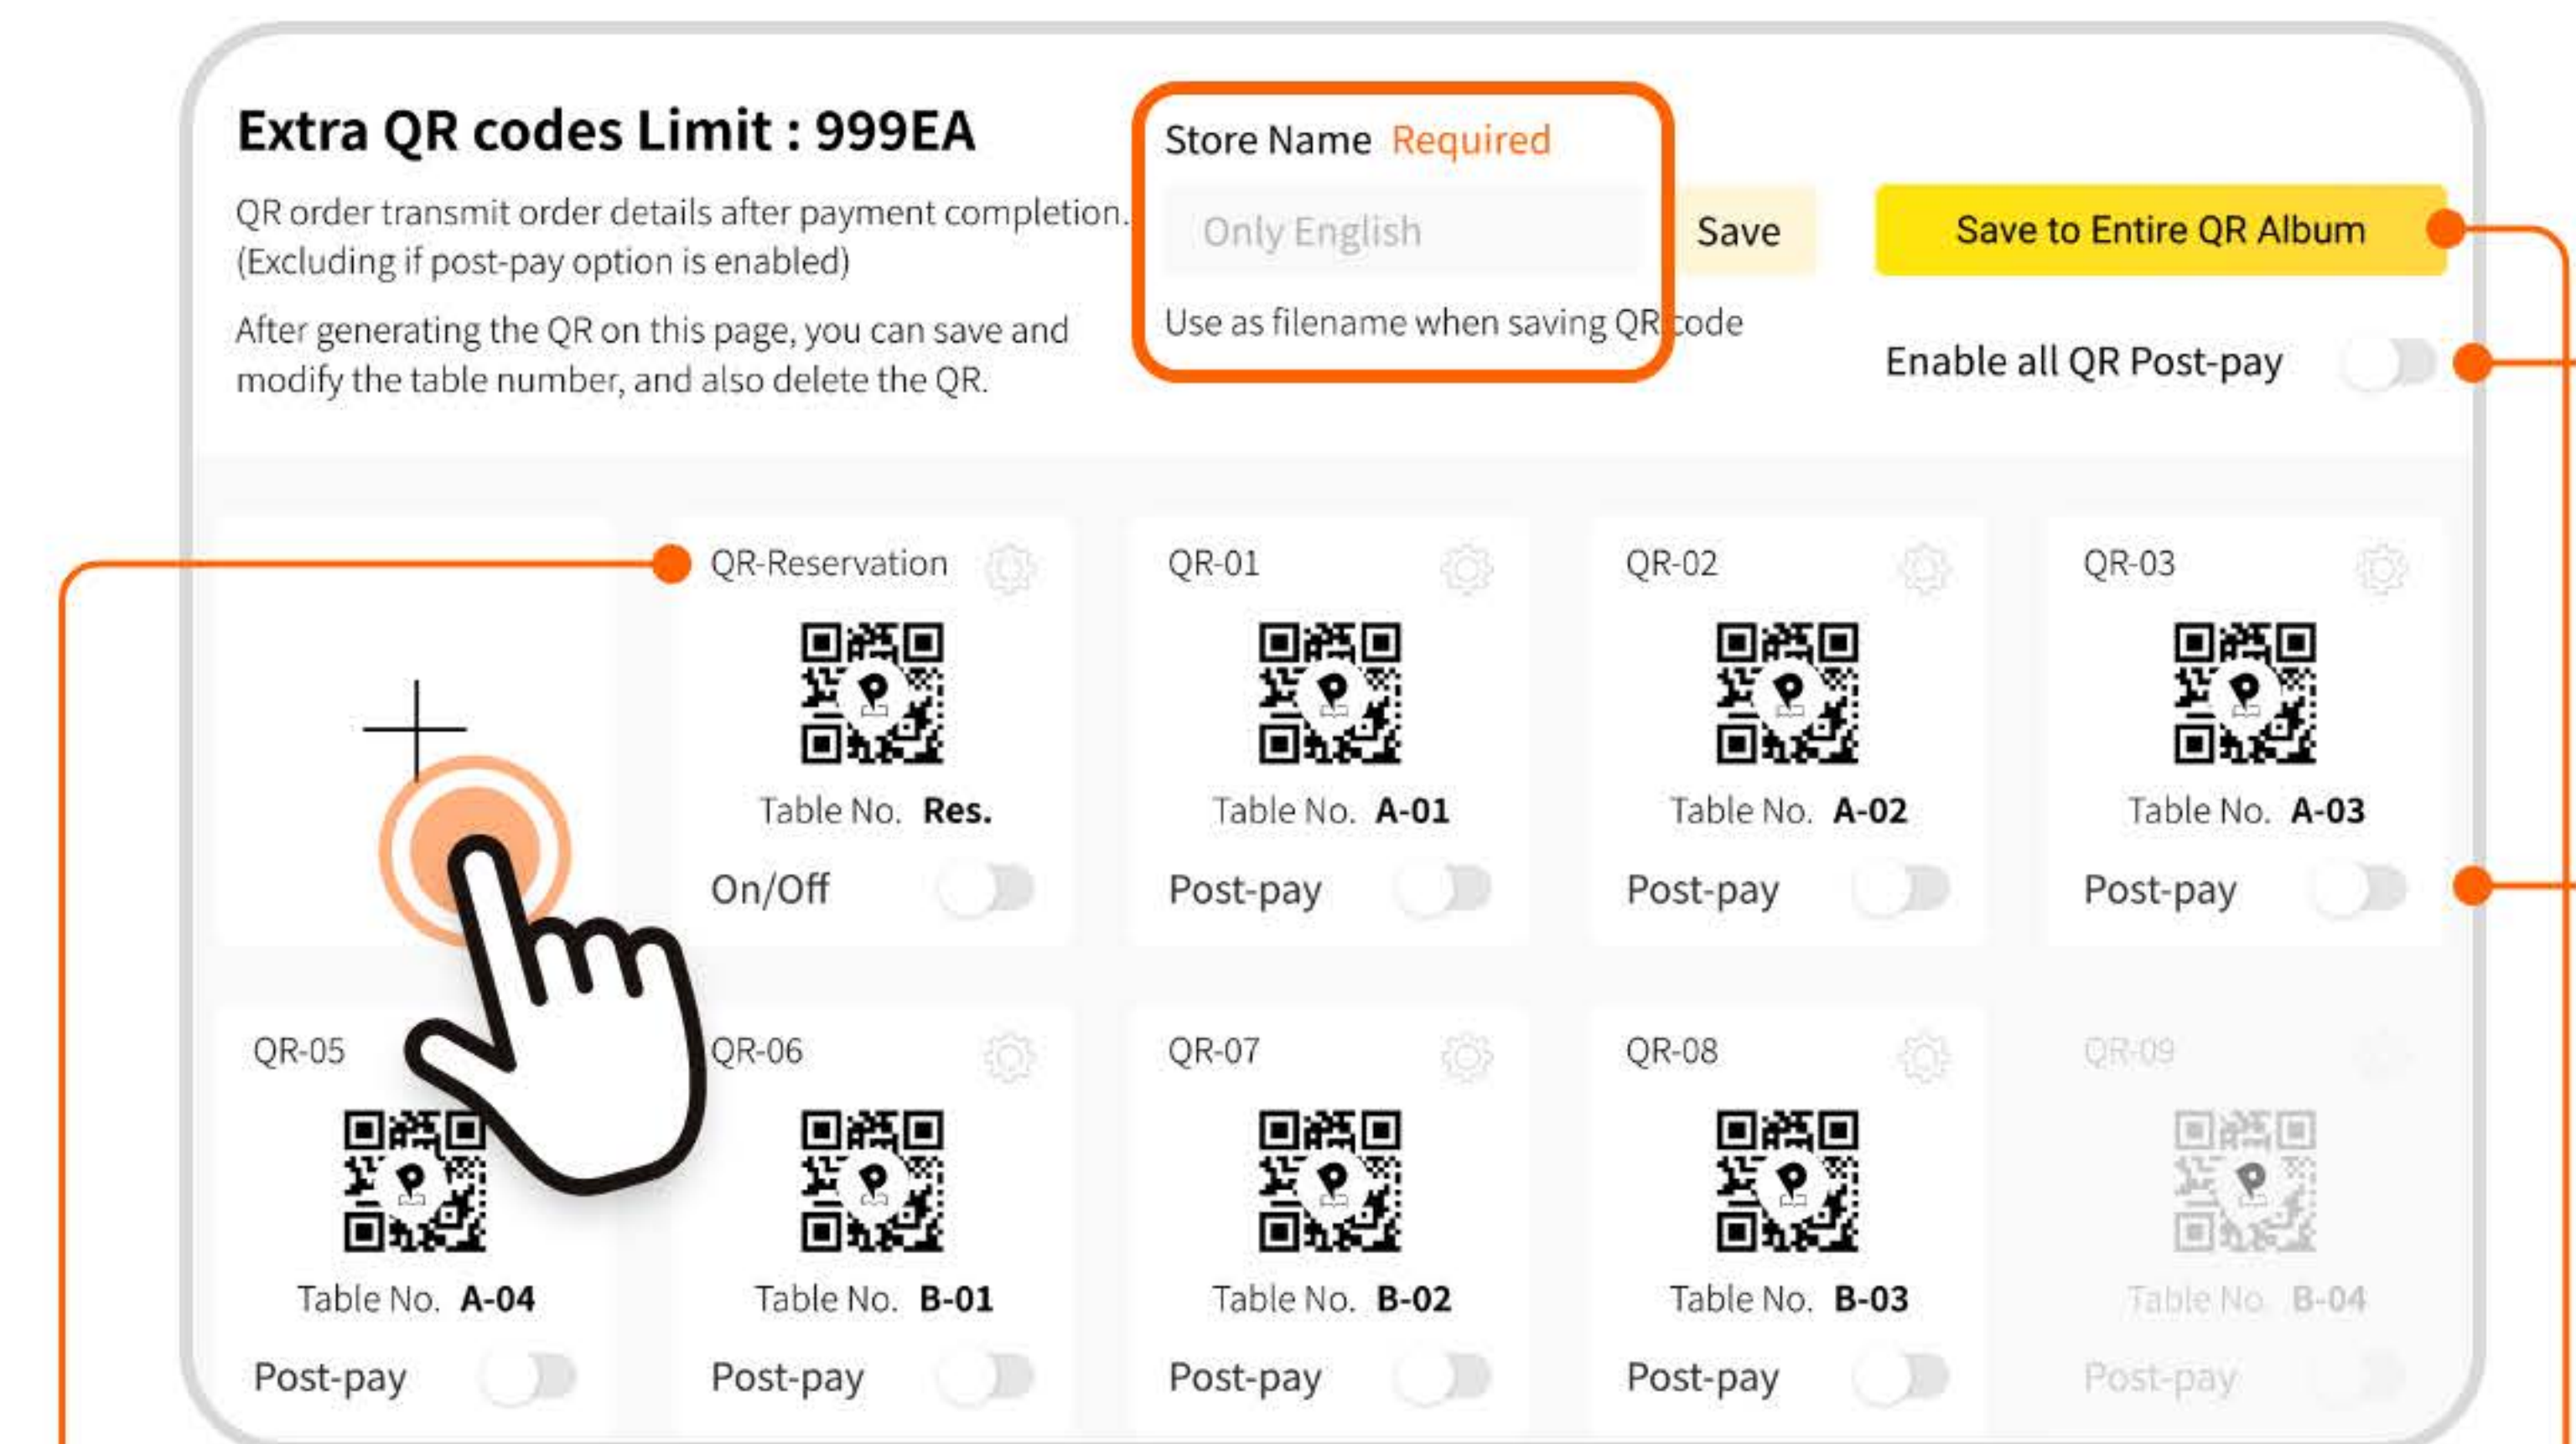 Extra QR codes Limit : 999EA
QR order transmit order details after payment completion.
(Excluding if post-pay option is enabled)
After generating the QR on this page, you can save and
modify the table number, and also delete the QR.
Store Name Required
Only English
Save
Use as filename when saving QR code
Save to Entire QR Album
Enable all QR Post-pay
QR-Reservation
Table No. Res.
On/Off
QR-01
Table No. A-01
Post-pay
QR-02
Table No. A-02
Post-pay
QR-03
Table No. A-03
Post-pay
QR-05
Table No. A-04
Post-pay
QR-06
Table No. B-01
Post-pay
QR-07
Table No. B-02
Post-pay
QR-08
Table No. B-03
Post-pay
QR-09
Table No. B-04
Post-pay